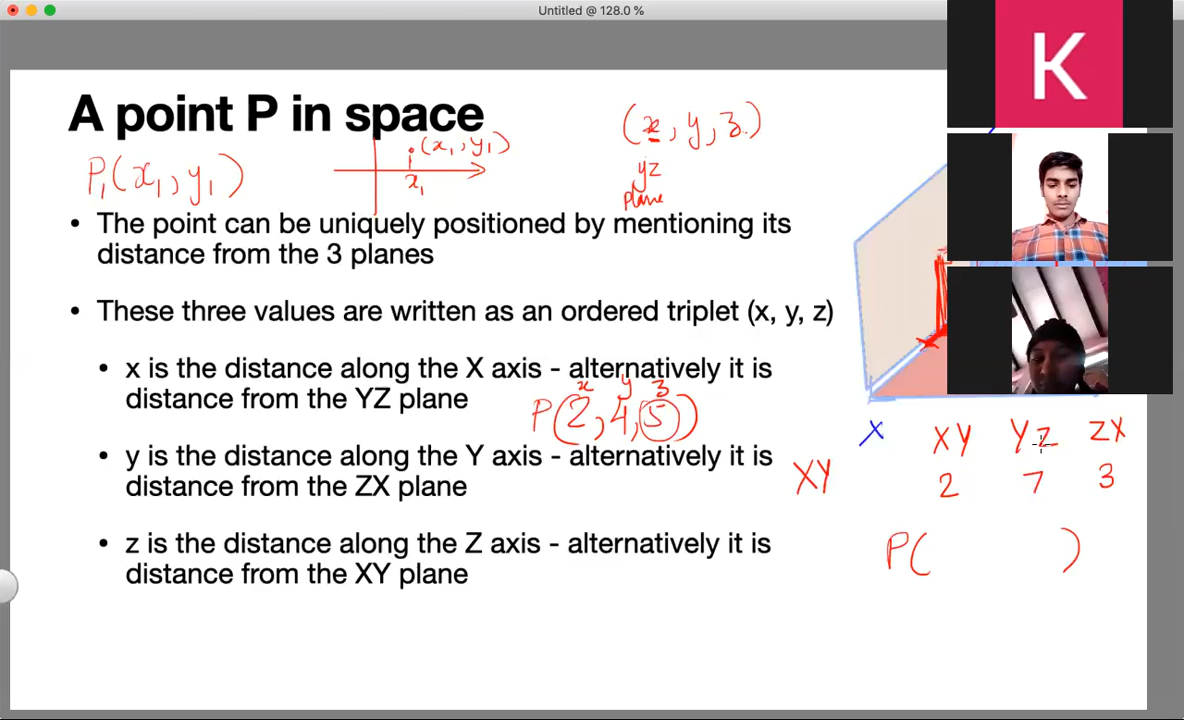 Untitled @ 128.0 %
K
A point P in space
(x, y, z)
(x₁, y₁)
P₁(x₁, y₁)
x₁
yz
plane
• The point can be uniquely positioned by mentioning its
distance from the 3 planes
• These three values are written as an ordered triplet (x, y, z)
• x is the distance along the X axis - alternatively it is
distance from the YZ plane
x y z
P(2, 4, 5)
X XY YZ ZX
• y is the distance along the Y axis - alternatively it is
distance from the ZX plane
XY 2 7 3
• z is the distance along the Z axis - alternatively it is
distance from the XY plane
P( )